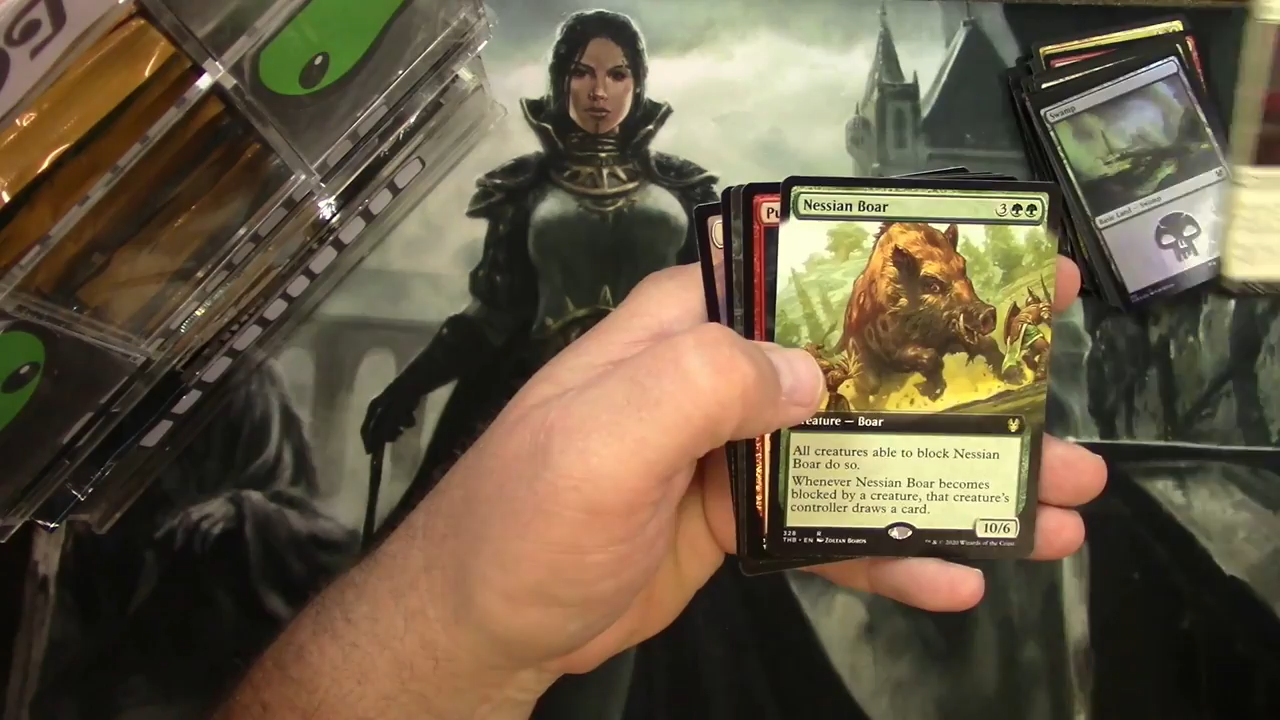 Swamp
Basic Land — Swamp
Pu
Nessian Boar
3
reature — Boar
All creatures able to block Nessian
Boar do so.
Whenever Nessian Boar becomes
blocked by a creature, that creature's
controller draws a card.
10/6
328 R
THB • EN Zoltan Boros
™ & © 2020 Wizards of the Coast